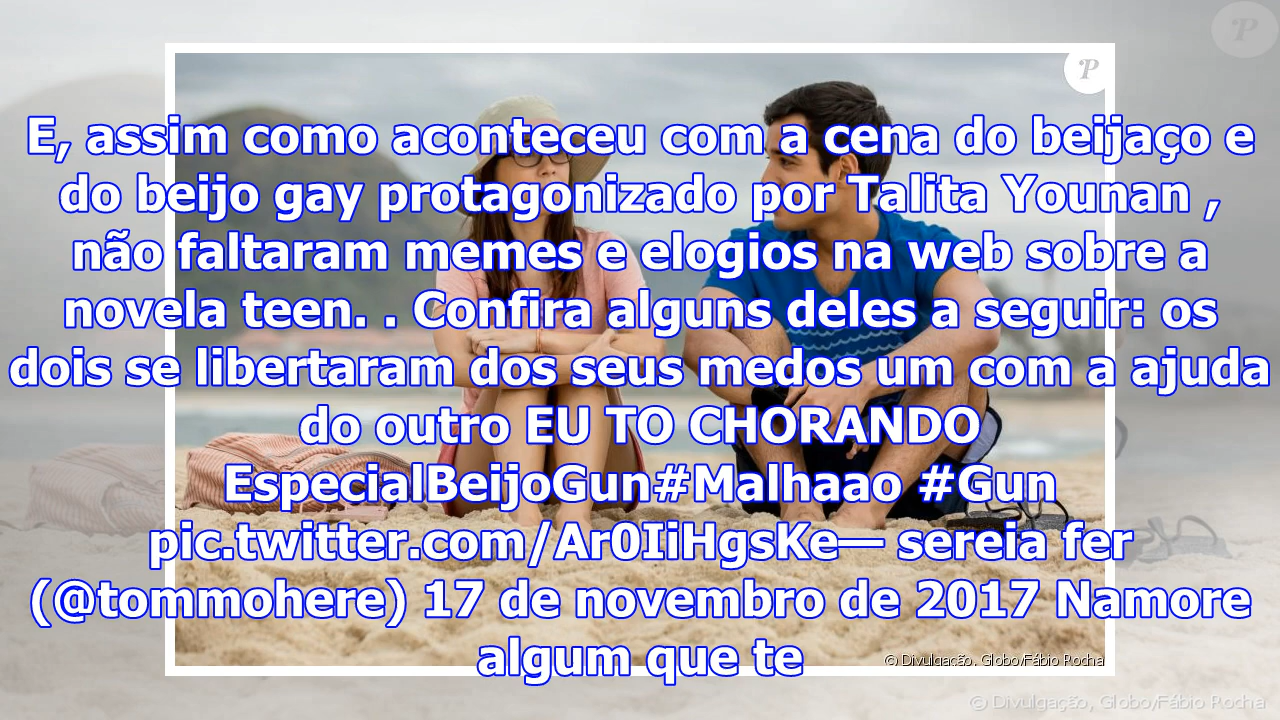 E, assim como aconteceu com a cena do beijaço e
do beijo gay protagonizado por Talita Younan ,
não faltaram memes e elogios na web sobre a
novela teen. . Confira alguns deles a seguir: os
dois se libertaram dos seus medos um com a ajuda
do outro EU TO CHORANDO
EspecialBeijoGun#Malhaao #Gun
pic.twitter.com/Ar0IiHgsKe— sereia fer
(@tommohere) 17 de novembro de 2017 Namore
algum que te
© Divulgação, Globo/Fábio Rocha
© Divulgação, Globo/Fábio Rocha
P
P